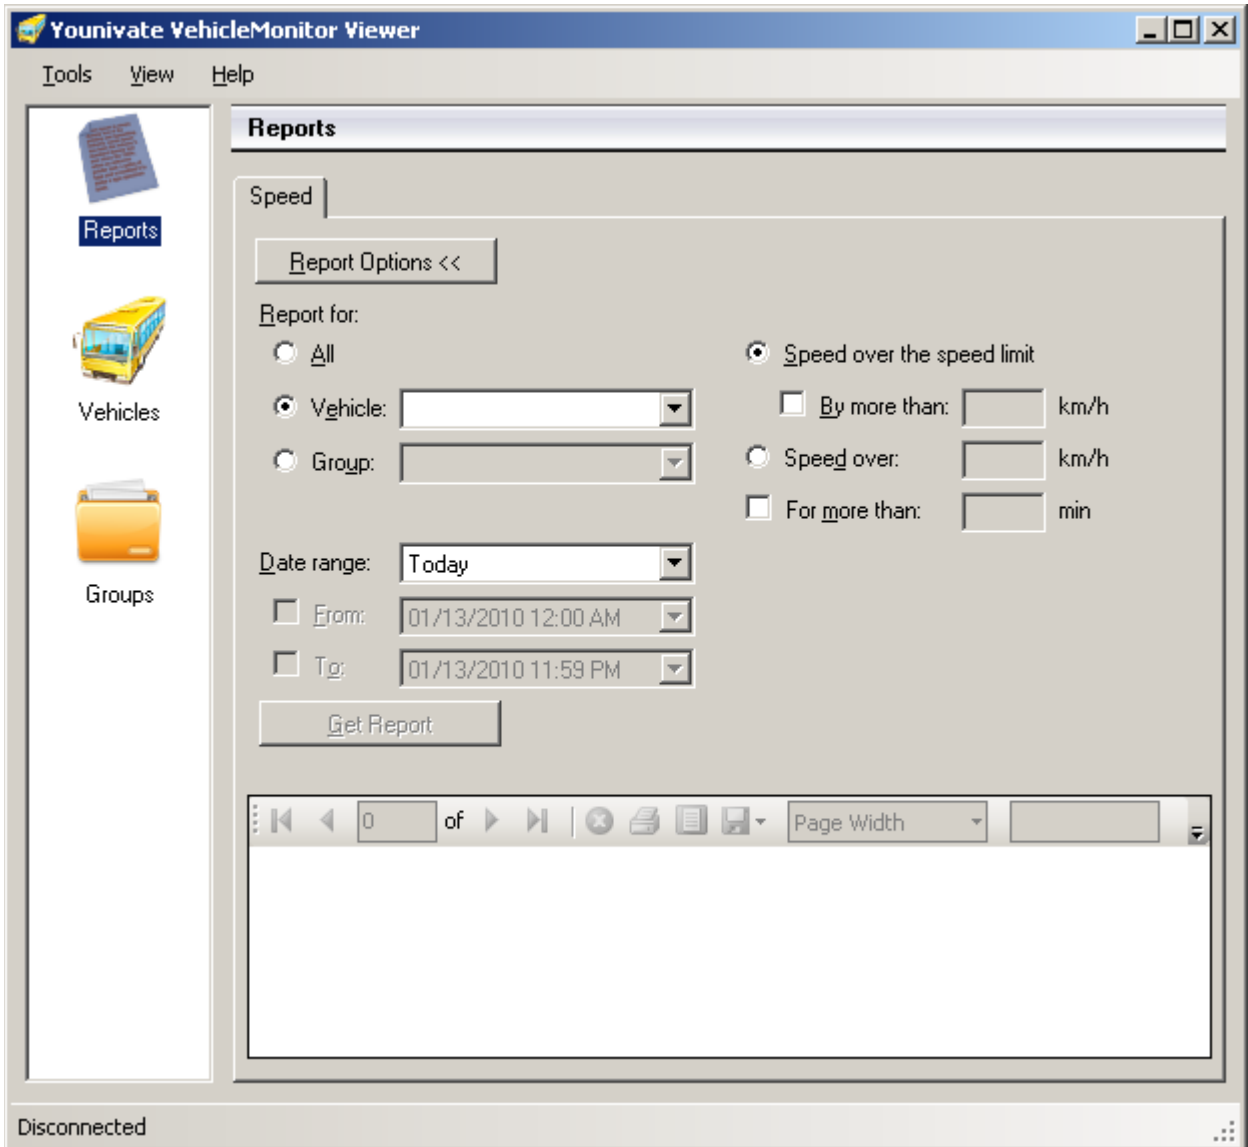 Younivate VehicleMonitor Viewer
Tools View Help
Reports
Vehicles
Groups
Reports
Speed
Report Options <<
Report for:
All
Vehicle:
Group:
Speed over the speed limit
By more than: km/h
Speed over: km/h
For more than: min
Date range: Today
From: 01/13/2010 12:00 AM
To: 01/13/2010 11:59 PM
Get Report
0 of Page Width
Disconnected